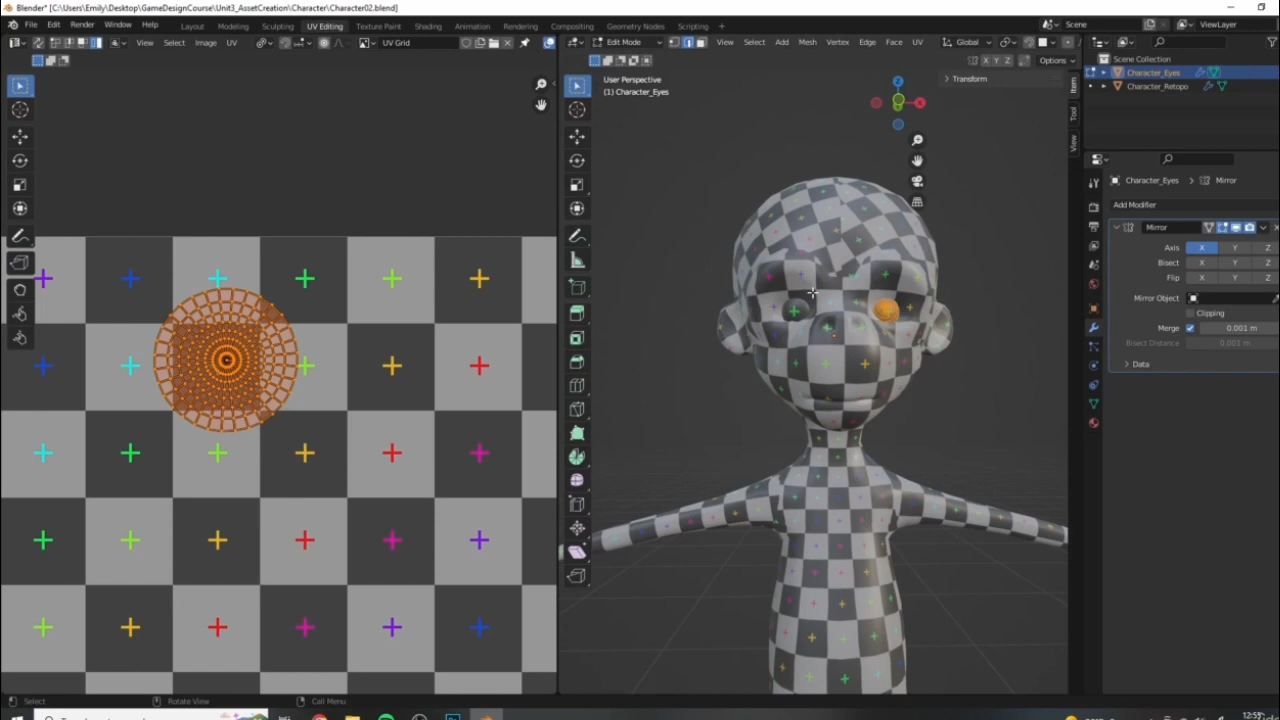 Blender* [C:\Users\Emily\Desktop\GameDesignCourse\Unit3_AssetCreation\Character\Character02.blend]
File Edit Render Window Help Layout Modeling Sculpting UV Editing Texture Paint Shading Animation Rendering Compositing Geometry Nodes Scripting + Scene ViewLayer
View Select Image UV UV Grid Edit Mode View Select Add Mesh Vertex Edge Face UV Global
X Y Z Options
Scene Collection
User Perspective Transform Character_Eyes
(1) Character_Eyes Character_Retopo
Item
Tool
View
Character_Eyes > Mirror
Add Modifier
Mirror
Axis X Y Z
Bisect X Y Z
Flip X Y Z
Mirror Object
Clipping
Merge 0.001 m
Bisect Distance 0.001 m
Data
Select Rotate View Call Menu